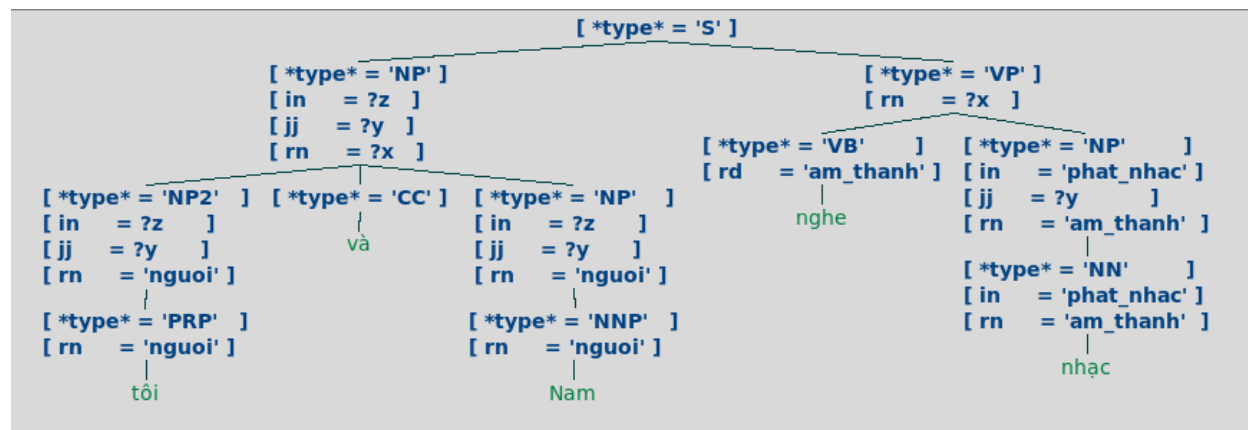 [ *type* = 'S' ]
[ *type* = 'NP' ]
[ in = ?z ]
[ jj = ?y ]
[ rn = ?x ]
[ *type* = 'VP' ]
[ rn = ?x ]
[ *type* = 'NP2' ]
[ in = ?z ]
[ jj = ?y ]
[ rn = 'nguoi' ]
[ *type* = 'CC' ]
và
[ *type* = 'NP' ]
[ in = ?z ]
[ jj = ?y ]
[ rn = 'nguoi' ]
[ *type* = 'VB' ]
[ rd = 'am_thanh' ]
nghe
[ *type* = 'NP' ]
[ in = 'phat_nhac' ]
[ jj = ?y ]
[ rn = 'am_thanh' ]
[ *type* = 'PRP' ]
[ rn = 'nguoi' ]
tôi
[ *type* = 'NNP' ]
[ rn = 'nguoi' ]
Nam
[ *type* = 'NN' ]
[ in = 'phat_nhac' ]
[ rn = 'am_thanh' ]
nhạc